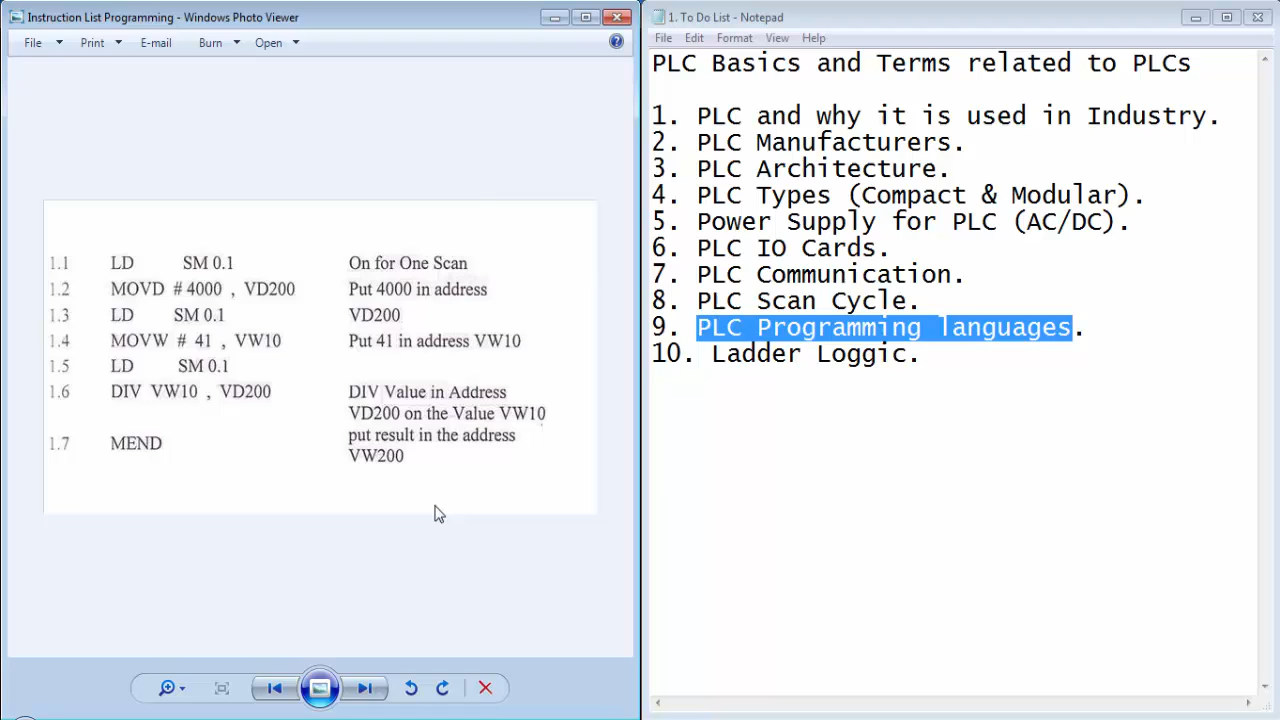 Instruction List Programming - Windows Photo Viewer
File Print E-mail Burn Open
1.1 LD SM 0.1 On for One Scan
1.2 MOVD # 4000 , VD200 Put 4000 in address
1.3 LD SM 0.1 VD200
1.4 MOVW # 41 , VW10 Put 41 in address VW10
1.5 LD SM 0.1
1.6 DIV VW10 , VD200 DIV Value in Address
VD200 on the Value VW10
put result in the address
1.7 MEND
VW200
1. To Do List - Notepad
File Edit Format View Help
PLC Basics and Terms related to PLCs
1. PLC and why it is used in Industry.
2. PLC Manufacturers.
3. PLC Architecture.
4. PLC Types (Compact & Modular).
5. Power Supply for PLC (AC/DC).
6. PLC IO Cards.
7. PLC Communication.
8. PLC Scan Cycle.
9. PLC Programming languages.
10. Ladder Loggic.